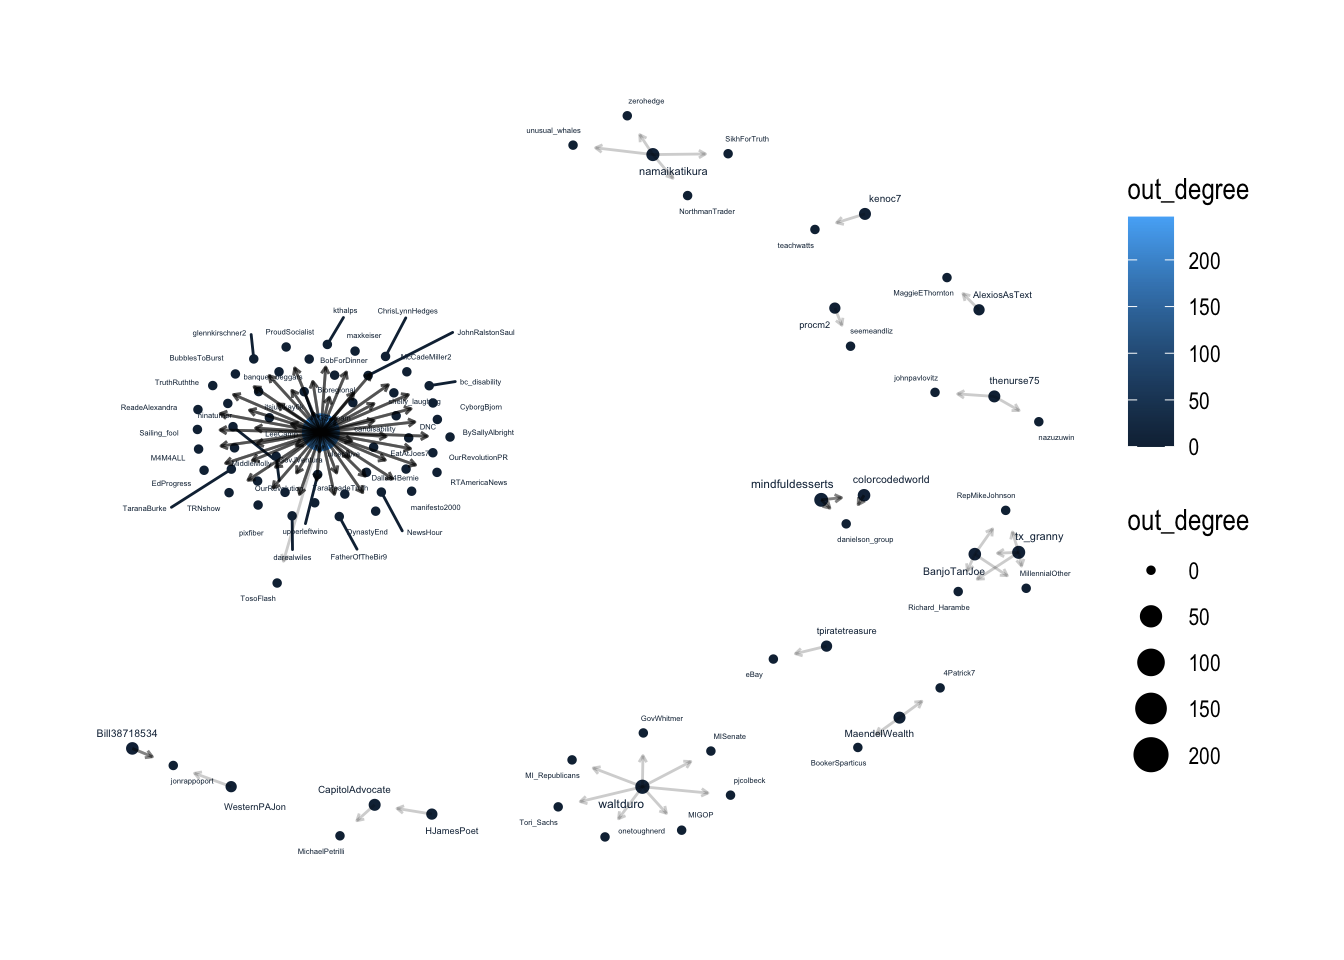 zerohedge
unusual_whales
SikhForTruth
namaikatikura
NorthmanTrader
kenoc7
teachwatts
MaggieEThornton
AlexiosAsText
procm2
seemeandliz
johnpavlovitz
thenurse75
nazuzuwin
kthalps
ChrisLynnHedges
glennkirschner2
ProudSocialist
maxkeiser
JohnRalstonSaul
BubblesToBurst
BobForDinner
McCadeMiller2
TruthRuththe
bc_disability
ReadeAlexandra
CyborgBjorn
Sailing_fool
DNC
BySallyAlbright
M4M4ALL
OurRevolutionPR
EdProgress
RTAmericaNews
TaranaBurke
TRNshow
OurRevolution
TaraReadeTruth
manifesto2000
pixfiber
upperleftwino
DynastyEnd
NewsHour
darealwiles
FatherOfTheBir9
TosoFlash
mindfuldesserts
colorcodedworld
danielson_group
RepMikeJohnson
tx_granny
BanjoTanJoe
MillennialOther
Richard_Harambe
tpiratetreasure
eBay
4Patrick7
MaendelWealth
BookerSparticus
GovWhitmer
MISenate
MI_Republicans
pjcolbeck
waltduro
Tori_Sachs
MIGOP
onetoughnerd
Bill38718534
jonrappoport
WesternPAJon
CapitolAdvocate
HJamesPoet
MichaelPetrilli
out_degree
200
150
100
50
0
out_degree
0
50
100
150
200